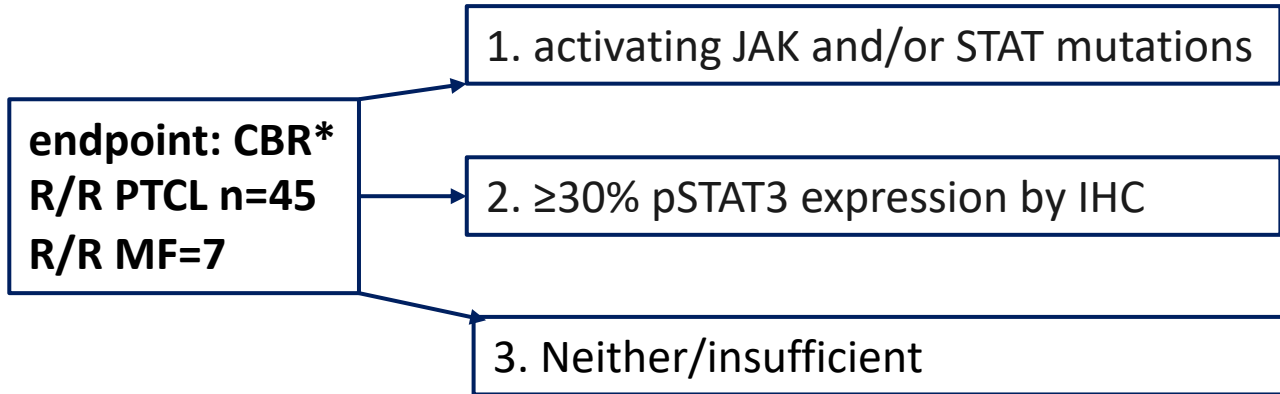 1. activating JAK and/or STAT mutations
endpoint: CBR*
R/R PTCL n=45
R/R MF=7
2. ≥30% pSTAT3 expression by IHC
3. Neither/insufficient